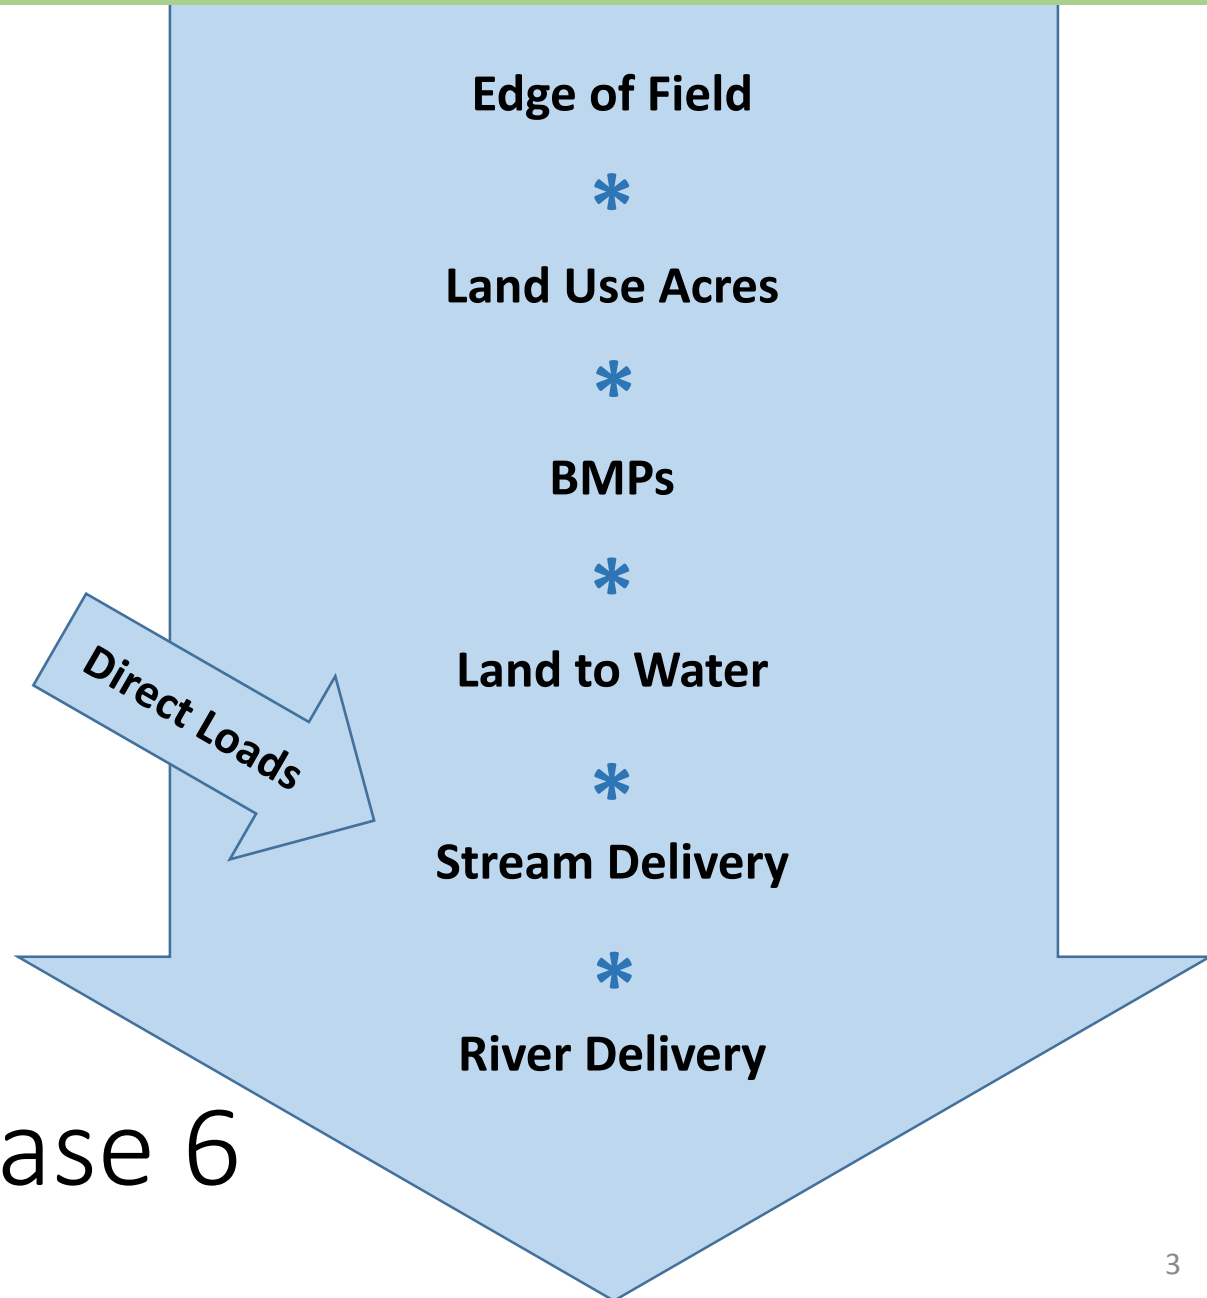 Edge of Field
*
Land Use Acres
*
BMPs
*
Land to Water
Direct Loads
*
Stream Delivery
*
River Delivery
ase 6
3